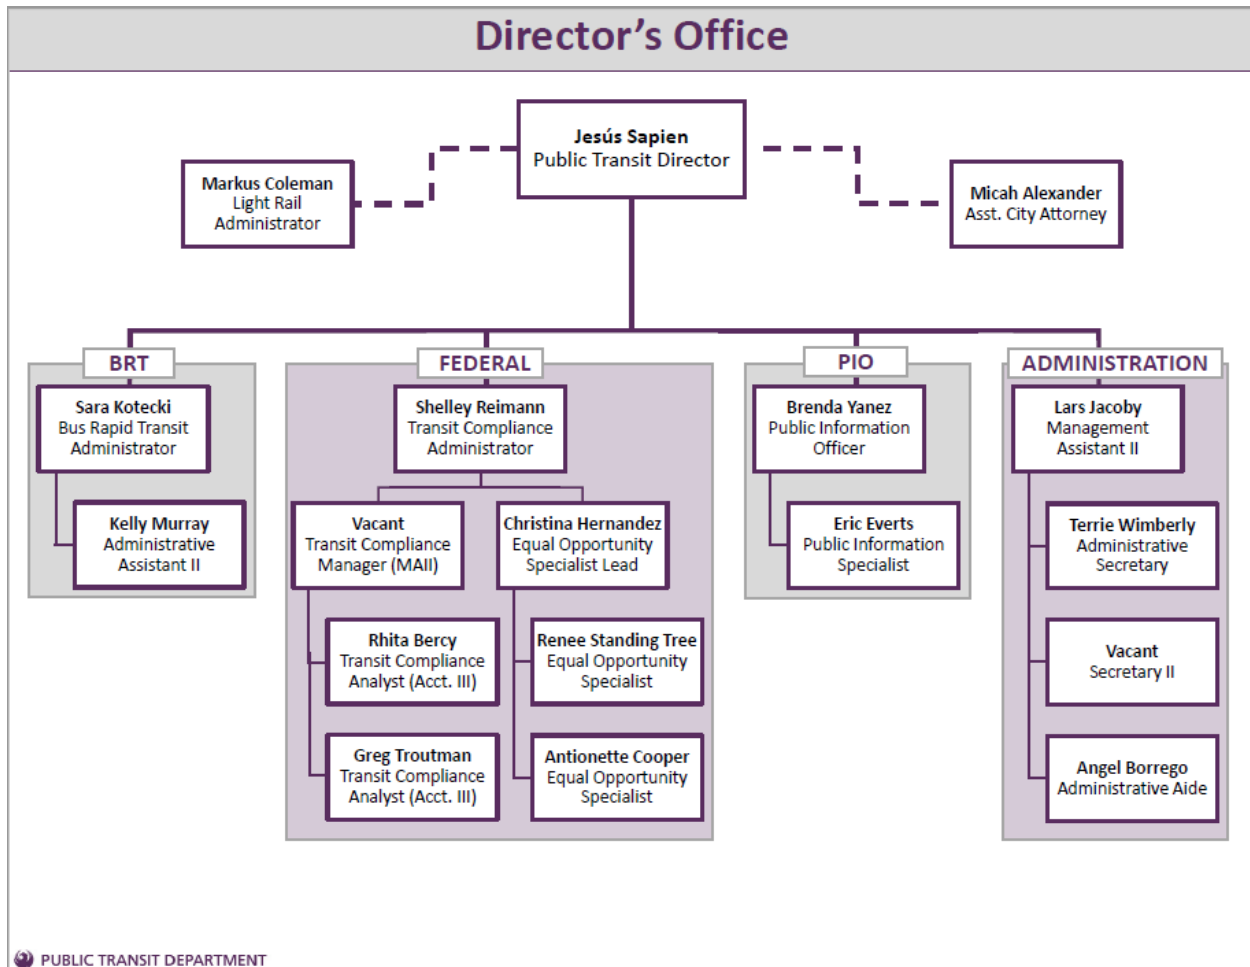 Director's Office
Jesús Sapien
Public Transit Director
Markus Coleman
Light Rail
Administrator
Micah Alexander
Asst. City Attorney
BRT
Sara Kotecki
Bus Rapid Transit
Administrator
Kelly Murray
Administrative
Assistant II
FEDERAL
Shelley Reimann
Transit Compliance
Administrator
Vacant
Transit Compliance
Manager (MAII)
Rhita Bercy
Transit Compliance
Analyst (Acct. III)
Greg Troutman
Transit Compliance
Analyst (Acct. III)
Christina Hernandez
Equal Opportunity
Specialist Lead
Renee Standing Tree
Equal Opportunity
Specialist
Antionette Cooper
Equal Opportunity
Specialist
PIO
Brenda Yanez
Public Information
Officer
Eric Everts
Public Information
Specialist
ADMINISTRATION
Lars Jacoby
Management
Assistant II
Terrie Wimberly
Administrative
Secretary
Vacant
Secretary II
Angel Borrego
Administrative Aide
PUBLIC TRANSIT DEPARTMENT